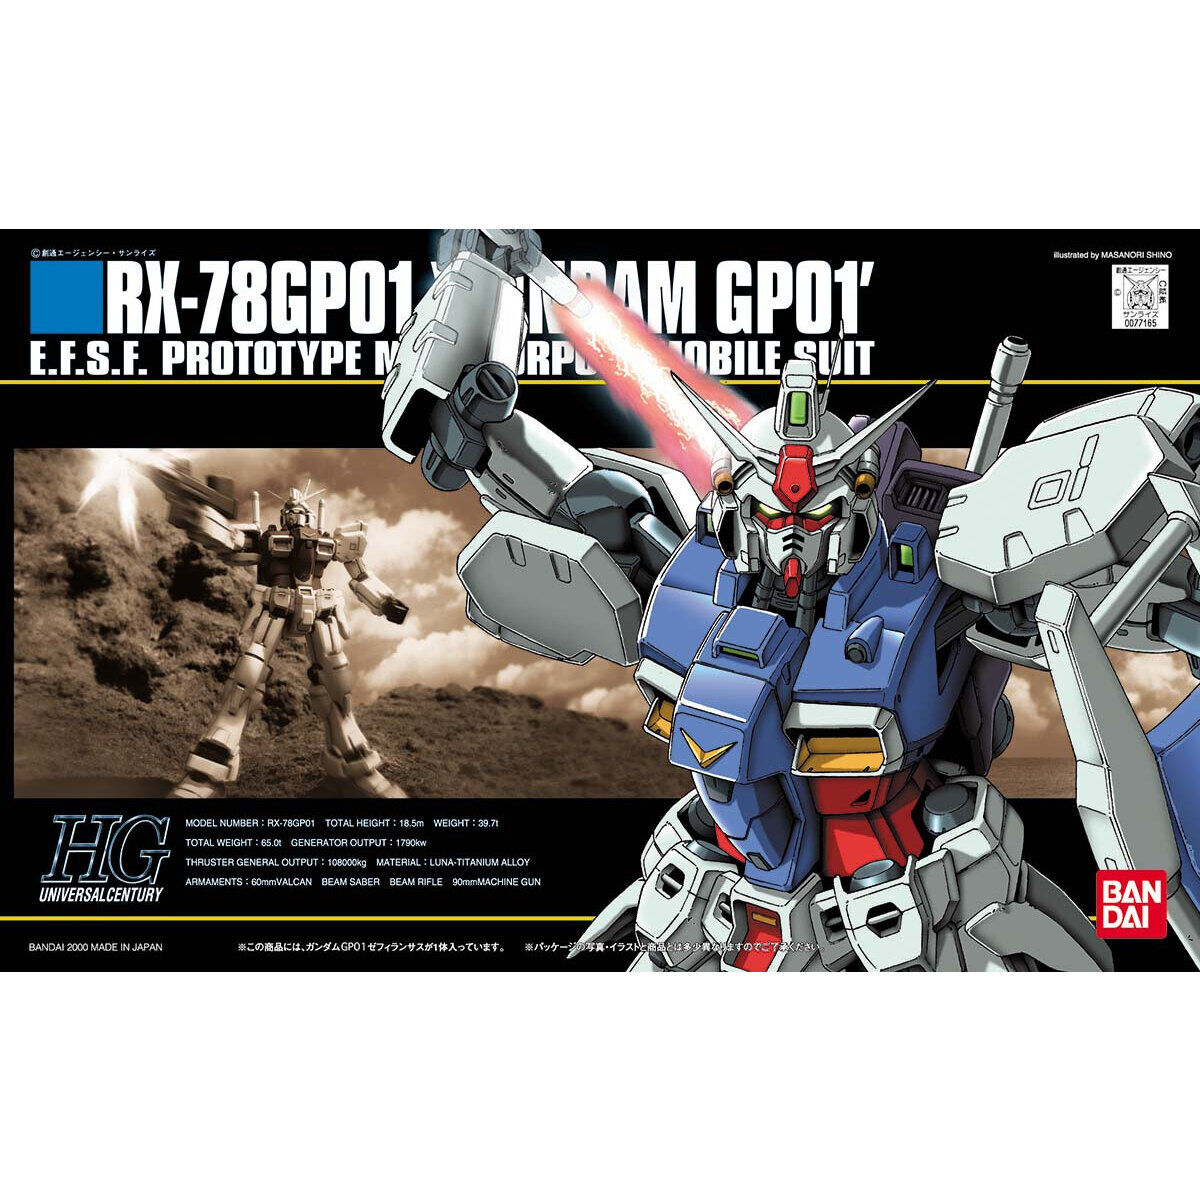 ©創通エージェンシー・サンライズ
illustrated by MASANORI SHINO
RX-78GP01 GUNDAM GP01'
E.F.S.F. PROTOTYPE MULTIPURPOSE MOBILE SUIT
創通エージェンシー
©
サンライズ
0077165
01
HG
UNIVERSAL CENTURY
MODEL NUMBER : RX-78GP01 TOTAL HEIGHT : 18.5m WEIGHT : 39.7t
TOTAL WEIGHT : 65.0t GENERATOR OUTPUT : 1790kw
THRUSTER GENERAL OUTPUT : 108000kg MATERIAL : LUNA-TITANIUM ALLOY
ARMAMENTS : 60mmVALCAN BEAM SABER BEAM RIFLE 90mmMACHINE GUN
BAN
DAI
BANDAI 2000 MADE IN JAPAN
※この商品には、ガンダムGP01ゼフィランサスが1体入っています。 ※パッケージの写真・イラストと商品とは多少異なりますのでご了承ください